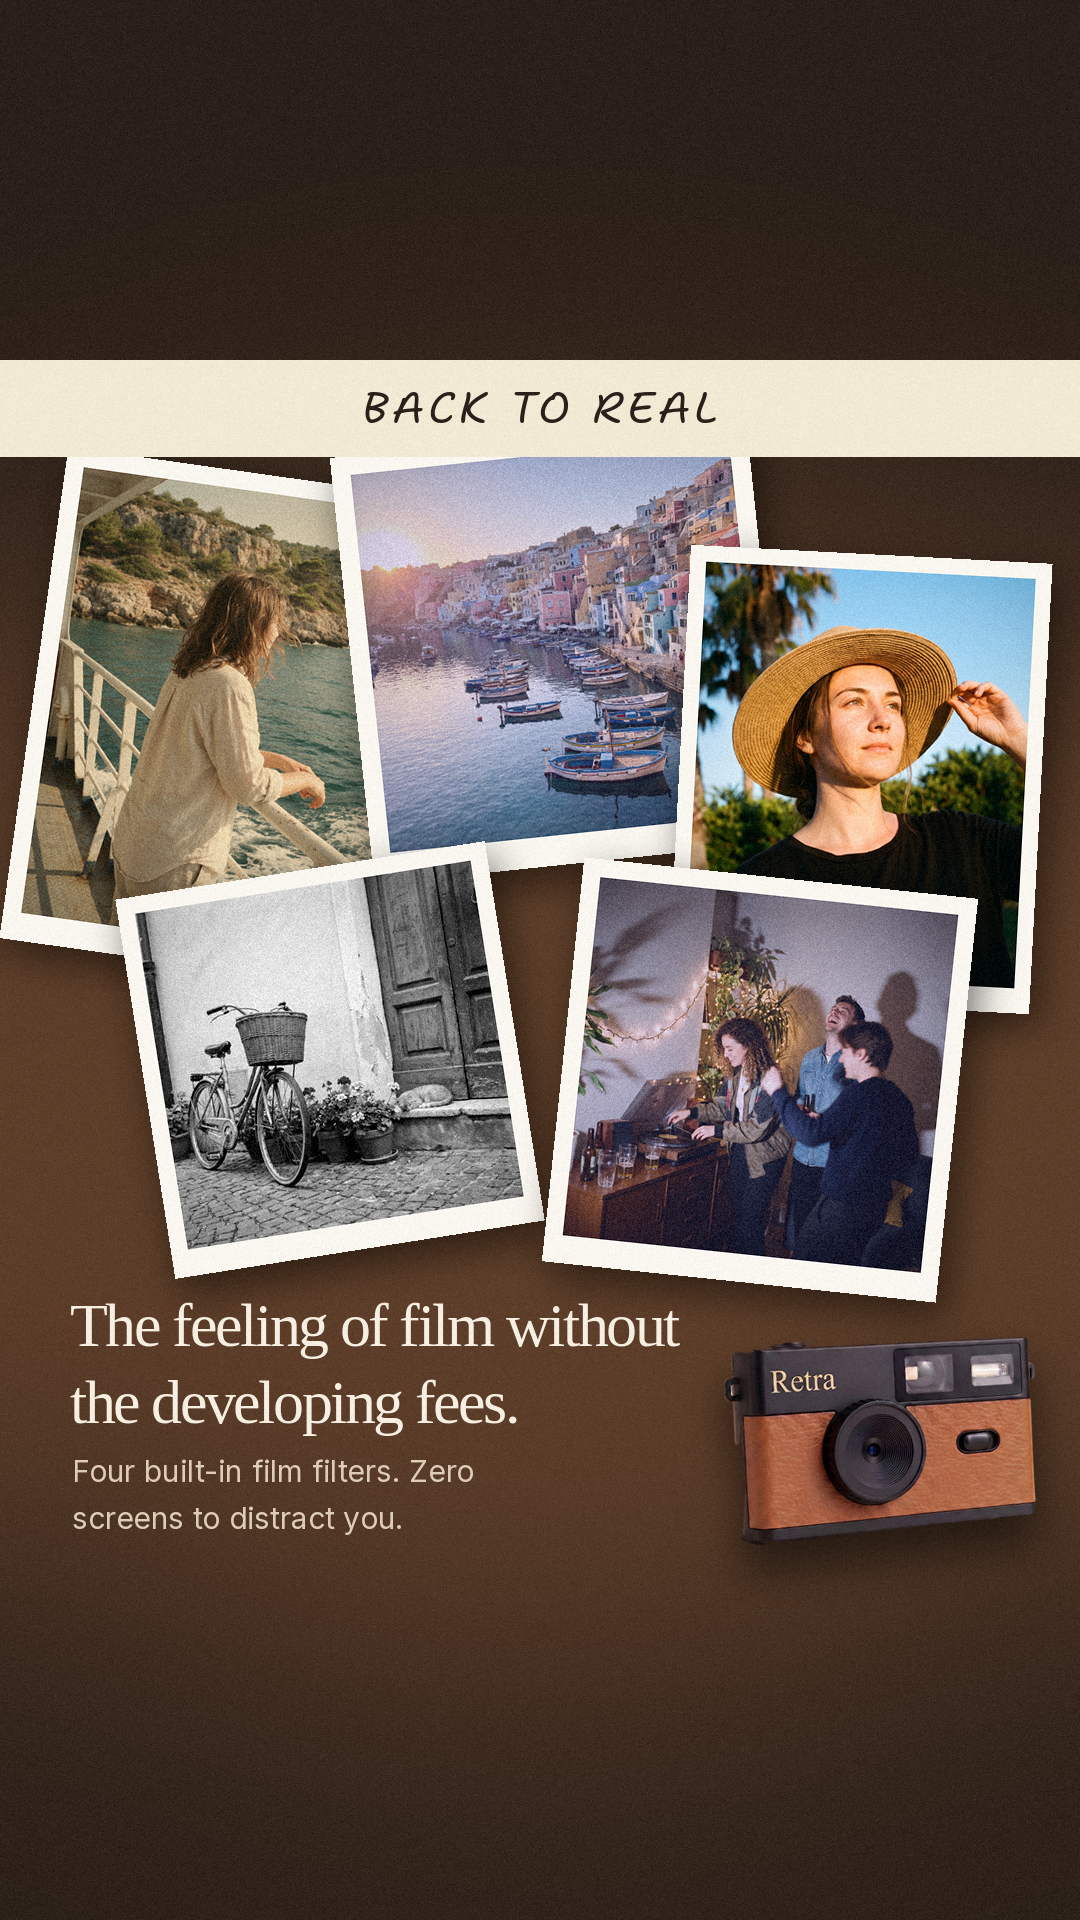 BACK TO REAL
The feeling of film without
the developing fees.
Retra
Four built-in film filters. Zero
screens to distract you.